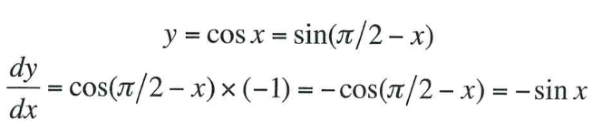 y = cos x = sin(π/2 – x)
dy/dx = cos(π/2 – x) × (–1) = – cos(π/2 – x) = – sin x